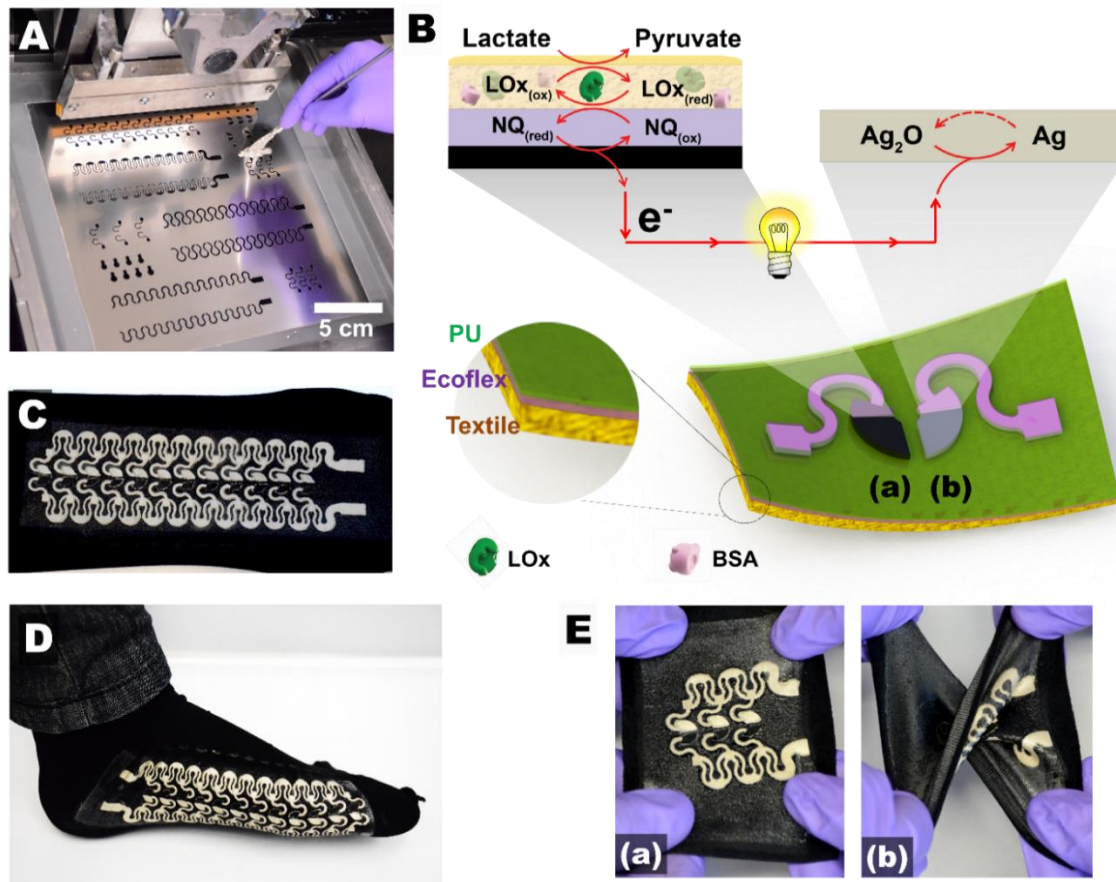 A
5 cm
B
Lactate
Pyruvate
LOx(ox)
LOx(red)
NQ(red)
NQ(ox)
e-
Ag2O
Ag
PU
Ecoflex
Textile
(a)
(b)
LOx
BSA
C
D
E
(a)
(b)